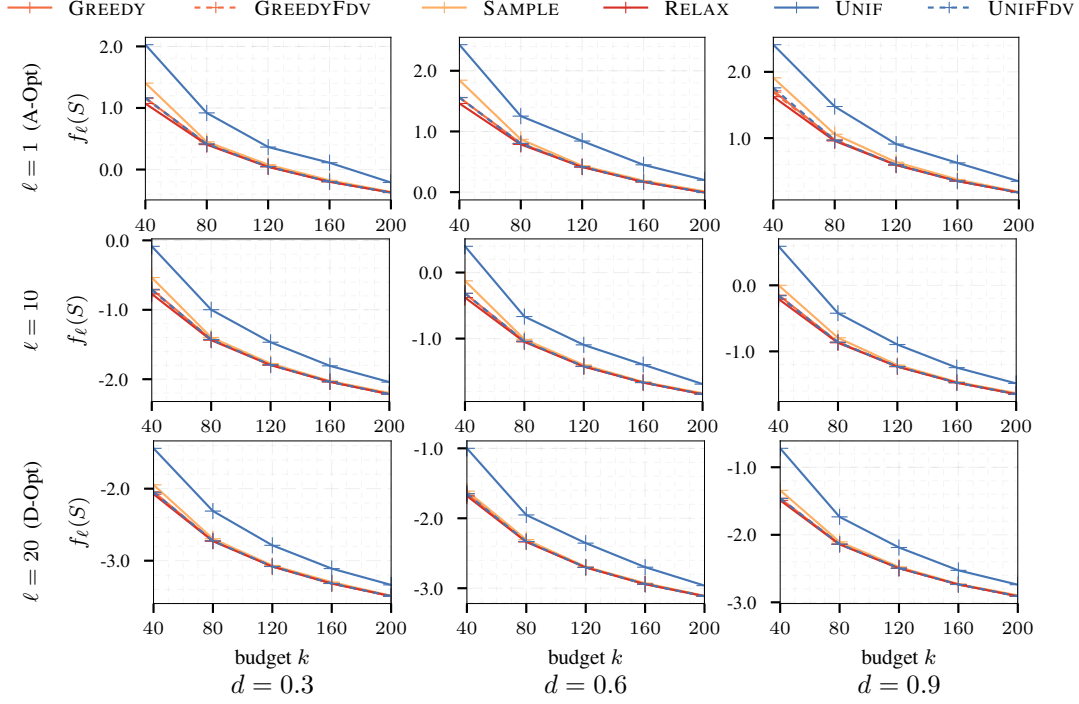 GREEDY GREEDYFDV SAMPLE RELAX UNIF UNIFFDV
ℓ = 1 (A-Opt)
f_ℓ(S)
2.0
1.0
0.0
40 80 120 160 200
2.0
1.0
0.0
40 80 120 160 200
2.0
1.0
40 80 120 160 200
ℓ = 10
f_ℓ(S)
0.0
-1.0
-2.0
40 80 120 160 200
0.0
-1.0
40 80 120 160 200
0.0
-1.0
40 80 120 160 200
ℓ = 20 (D-Opt)
f_ℓ(S)
-2.0
-3.0
40 80 120 160 200
-1.0
-2.0
-3.0
40 80 120 160 200
-1.0
-2.0
-3.0
40 80 120 160 200
budget k budget k budget k
d = 0.3 d = 0.6 d = 0.9